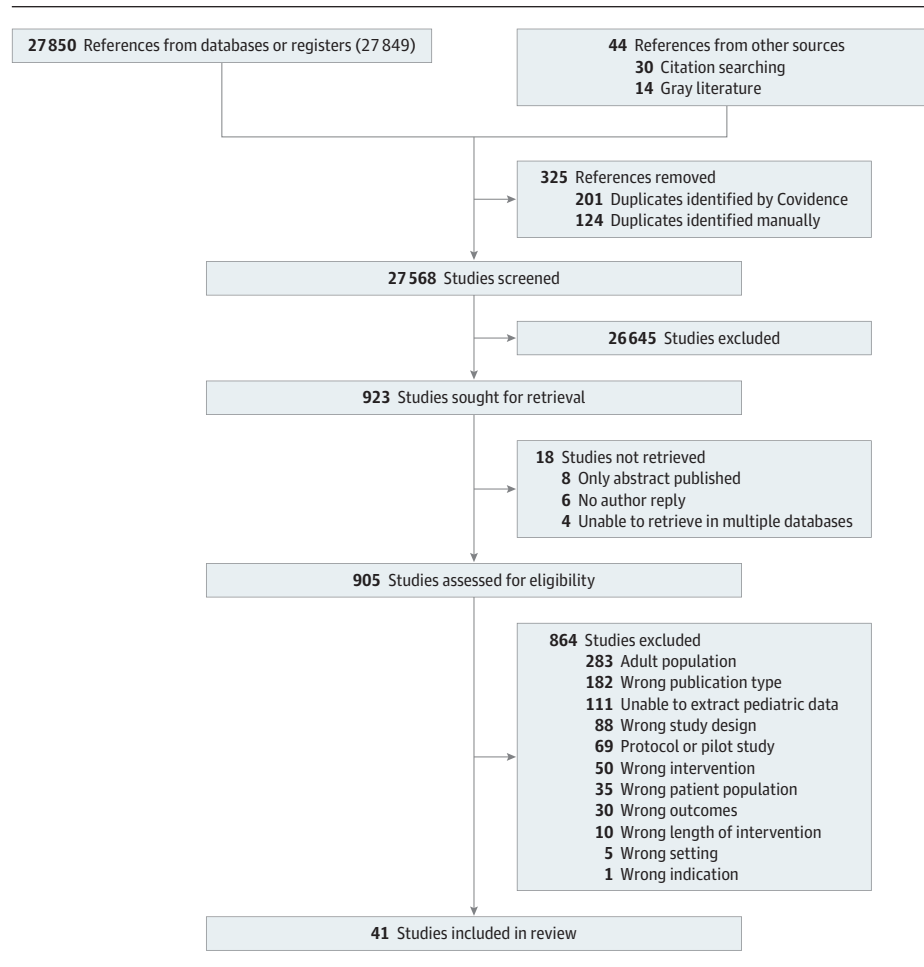 27850 References from databases or registers (27849)
44 References from other sources
30 Citation searching
14 Gray literature
325 References removed
201 Duplicates identified by Covidence
124 Duplicates identified manually
27568 Studies screened
26645 Studies excluded
923 Studies sought for retrieval
18 Studies not retrieved
8 Only abstract published
6 No author reply
4 Unable to retrieve in multiple databases
905 Studies assessed for eligibility
864 Studies excluded
283 Adult population
182 Wrong publication type
111 Unable to extract pediatric data
88 Wrong study design
69 Protocol or pilot study
50 Wrong intervention
35 Wrong patient population
30 Wrong outcomes
10 Wrong length of intervention
5 Wrong setting
1 Wrong indication
41 Studies included in review